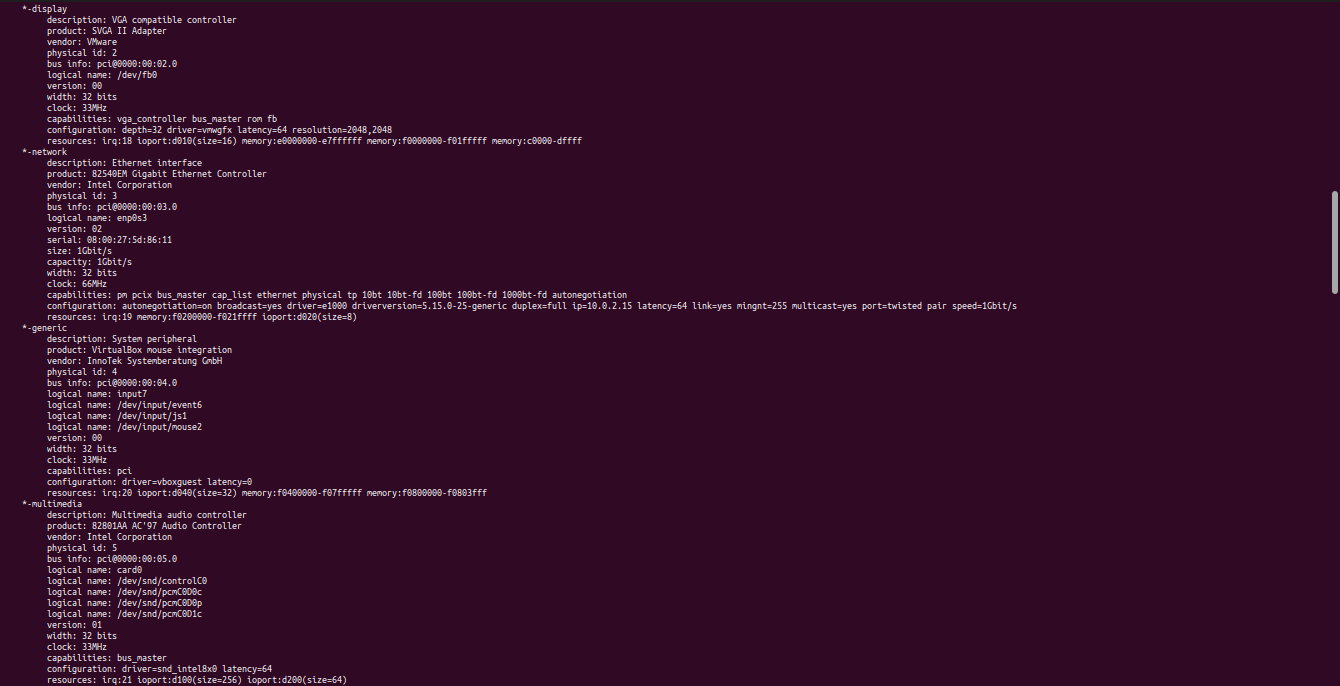 *-display
description: VGA compatible controller
product: SVGA II Adapter
vendor: VMware
physical id: 2
bus info: pci@0000:00:02.0
logical name: /dev/fb0
version: 00
width: 32 bits
clock: 33MHz
capabilities: vga_controller bus_master rom fb
configuration: depth=32 driver=vmwgfx latency=64 resolution=2048,2048
resources: irq:18 ioport:d010(size=16) memory:e0000000-e7ffffff memory:f0000000-f01fffff memory:c0000-dffff
*-network
description: Ethernet interface
product: 82540EM Gigabit Ethernet Controller
vendor: Intel Corporation
physical id: 3
bus info: pci@0000:00:03.0
logical name: enp0s3
version: 02
serial: 08:00:27:5d:86:11
size: 1Gbit/s
capacity: 1Gbit/s
width: 32 bits
clock: 66MHz
capabilities: pm pcix bus_master cap_list ethernet physical tp 10bt 10bt-fd 100bt 100bt-fd 1000bt-fd autonegotiation
configuration: autonegotiation=on broadcast=yes driver=e1000 driverversion=5.15.0-25-generic duplex=full ip=10.0.2.15 latency=64 link=yes mingnt=255 multicast=yes port=twisted pair speed=1Gbit/s
resources: irq:19 memory:f0200000-f021ffff ioport:d020(size=8)
*-generic
description: System peripheral
product: VirtualBox mouse integration
vendor: InnoTek Systemberatung GmbH
physical id: 4
bus info: pci@0000:00:04.0
logical name: input7
logical name: /dev/input/event6
logical name: /dev/input/js1
logical name: /dev/input/mouse2
version: 00
width: 32 bits
clock: 33MHz
capabilities: pci
configuration: driver=vboxguest latency=0
resources: irq:20 ioport:d040(size=32) memory:f0400000-f07fffff memory:f0800000-f0803fff
*-multimedia
description: Multimedia audio controller
product: 82801AA AC'97 Audio Controller
vendor: Intel Corporation
physical id: 5
bus info: pci@0000:00:05.0
logical name: card0
logical name: /dev/snd/controlC0
logical name: /dev/snd/pcmC0D0c
logical name: /dev/snd/pcmC0D0p
logical name: /dev/snd/pcmC0D1c
version: 01
width: 32 bits
clock: 33MHz
capabilities: bus_master
configuration: driver=snd_intel8x0 latency=64
resources: irq:21 ioport:d100(size=256) ioport:d200(size=64)